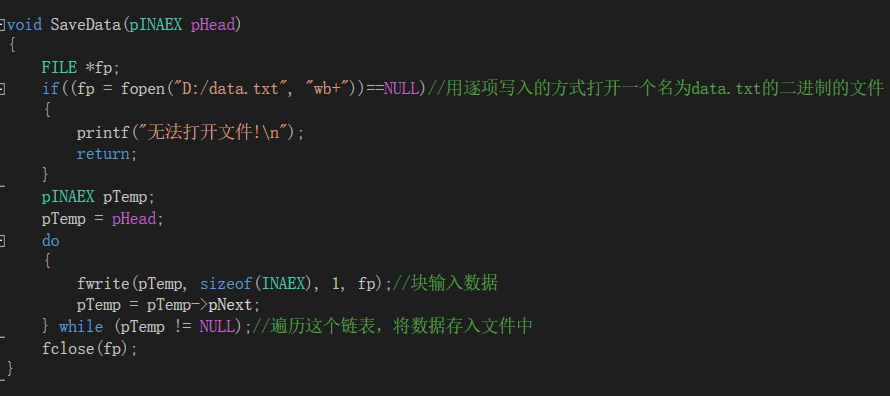 void SaveData(pINAEX pHead)
{
FILE *fp;
if((fp = fopen("D:/data.txt", "wb+"))==NULL)//用逐项写入的方式打开一个名为data.txt的二进制的文件
{
printf("无法打开文件!\n");
return;
}
pINAEX pTemp;
pTemp = pHead;
do
{
fwrite(pTemp, sizeof(INAEX), 1, fp);//块输入数据
pTemp = pTemp->pNext;
} while (pTemp != NULL);//遍历这个链表，将数据存入文件中
fclose(fp);
}